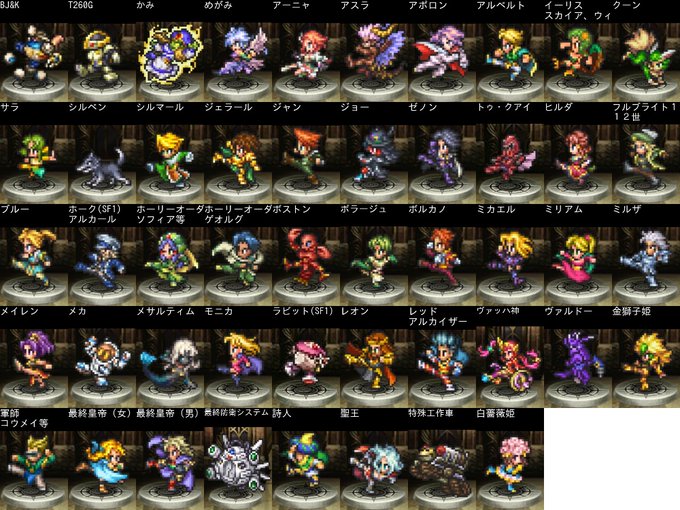 BJ&K
T260G
かみ
めがみ
アーニャ
アスラ
アポロン
アルベルト
イーリス
スカイア、ウィ
クーン
サラ
シルベン
シルマール
ジェラール
ジャン
ジョー
ゼノン
トゥ・クアイ
ヒルダ
フルブライト1
12世
ブルー
ホーク(SF1)
アルカール
ホーリーオーダ
ソフィア等
ホーリーオーダ
ゲオルグ
ボストン
ポラージュ
ボルカノ
ミカエル
ミリアム
ミルザ
メイレン
メカ
メサルティム
モニカ
ラビット(SF1)
レオン
レッド
アルカイザー
ヴァッハ神
ヴァルドー
金獅子姫
軍師
コウメイ等
最終皇帝（女）
最終皇帝（男）
最終防衛システム
詩人
聖王
特殊工作車
白薔薇姫